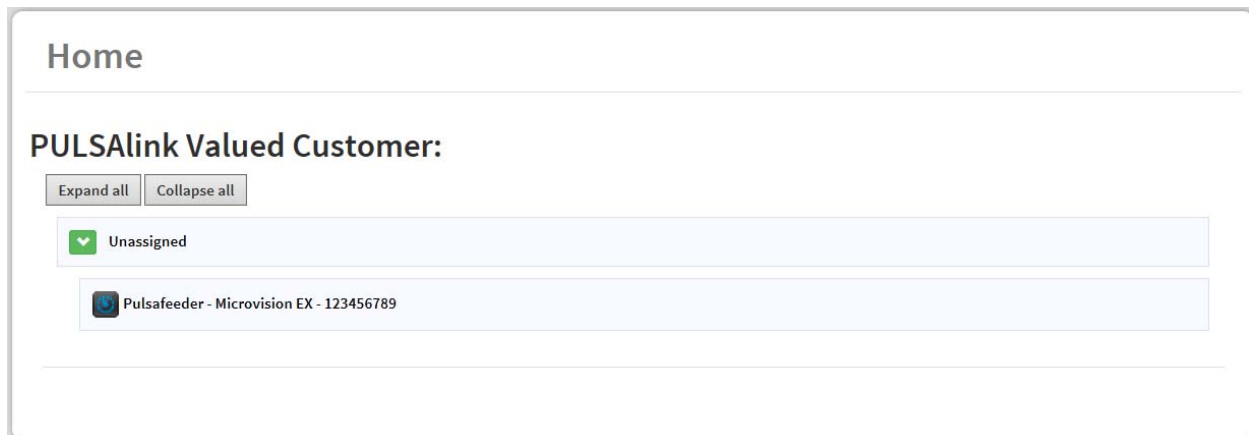 Home
PULSAlink Valued Customer:
Expand all Collapse all
Unassigned
Pulsafeeder - Microvision EX - 123456789